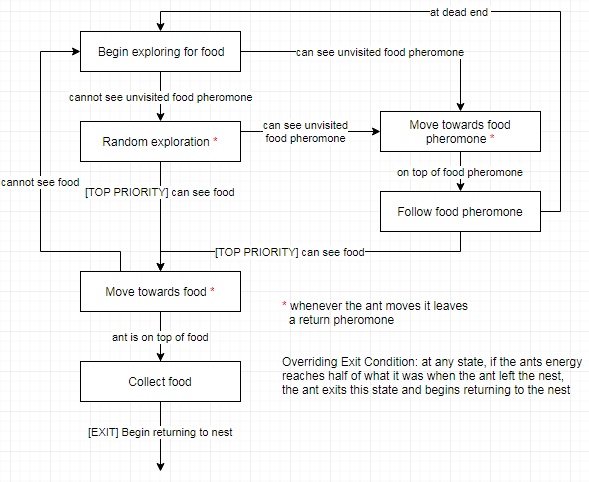 at dead end
Begin exploring for food
can see unvisited food pheromone
cannot see unvisited food pheromone
Random exploration *
can see unvisited
food pheromone
Move towards food
pheromone *
on top of food pheromone
cannot see food
[TOP PRIORITY] can see food
Follow food pheromone
[TOP PRIORITY] can see food
Move towards food *
* whenever the ant moves it leaves
a return pheromone
ant is on top of food
Collect food
Overriding Exit Condition: at any state, if the ants energy
reaches half of what it was when the ant left the nest,
the ant exits this state and begins returning to the nest
[EXIT] Begin returning to nest